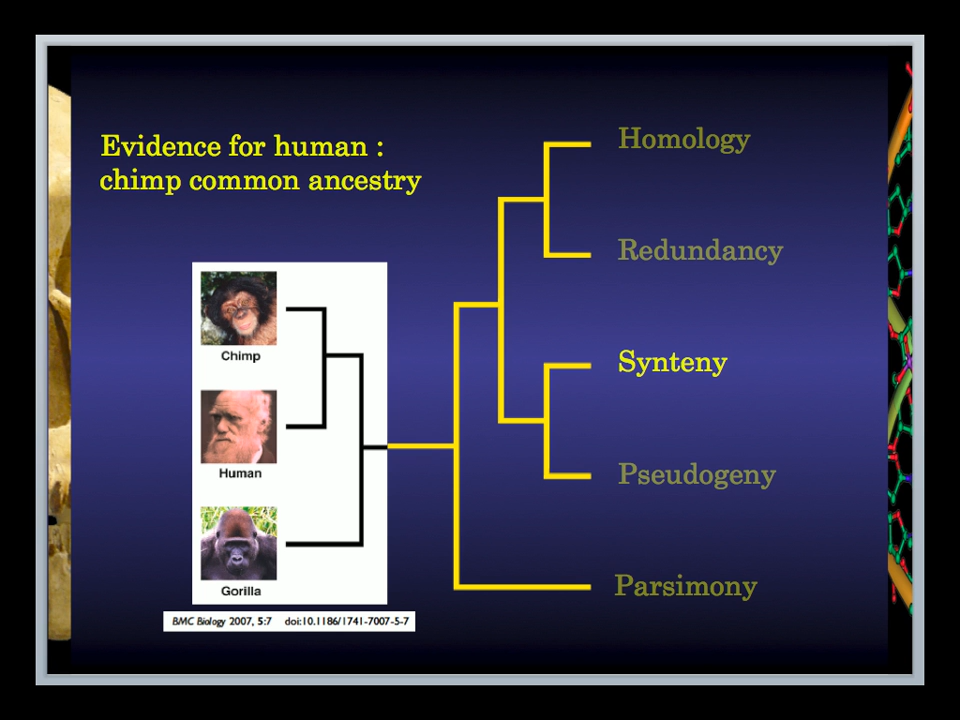 Evidence for human :
chimp common ancestry
Homology
Redundancy
Synteny
Pseudogeny
Parsimony
Chimp
Human
Gorilla
BMC Biology 2007, 5:7 doi:10.1186/1741-7007-5-7